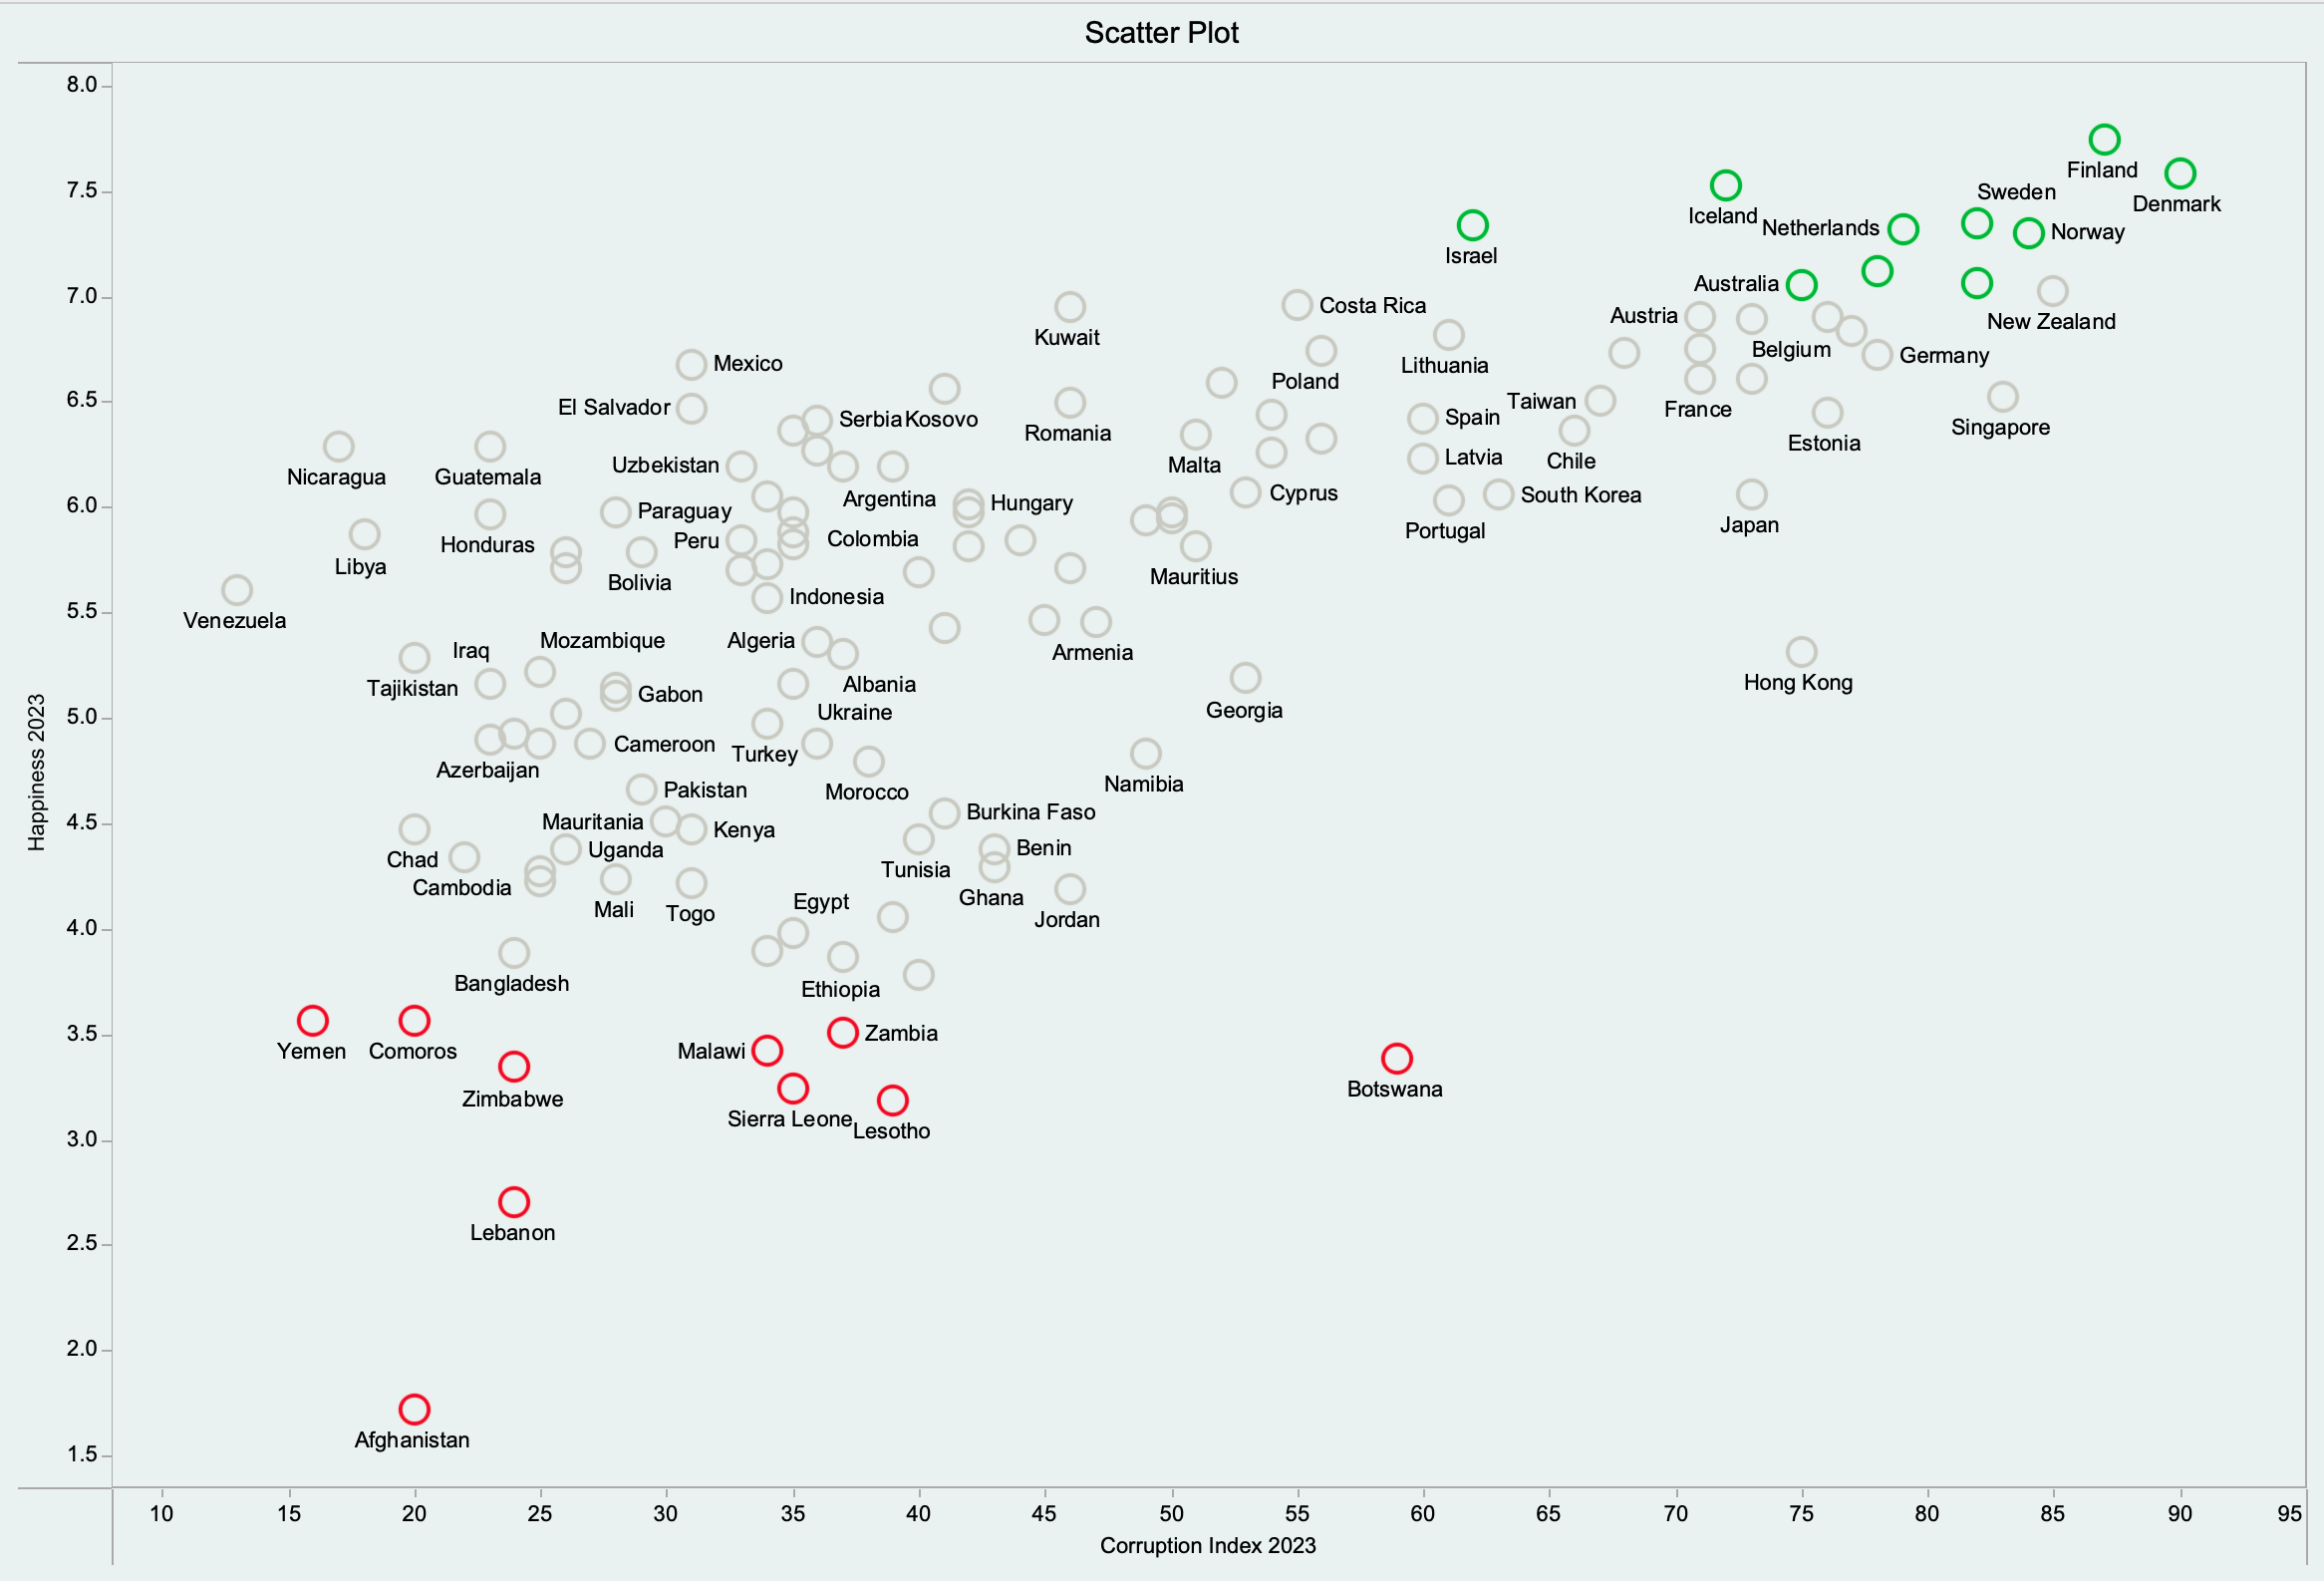 Scatter Plot
8.0
Finland
7.5
Sweden
Denmark
Iceland
Netherlands
Norway
Israel
Australia
7.0
Costa Rica
Austria
New Zealand
Kuwait
Belgium
Germany
Mexico
Lithuania
Poland
6.5
El Salvador
Taiwan
France
Serbia
Kosovo
Spain
Singapore
Romania
Estonia
Latvia
Chile
Uzbekistan
Malta
Nicaragua
Guatemala
Cyprus
South Korea
6.0
Argentina
Hungary
Paraguay
Japan
Portugal
Colombia
Peru
Honduras
Libya
Mauritius
Bolivia
Indonesia
5.5
Venezuela
Mozambique
Algeria
Iraq
Armenia
Hong Kong
Albania
Tajikistan
Gabon
Georgia
Ukraine
5.0
Cameroon
Turkey
Azerbaijan
Namibia
Pakistan
Morocco
Burkina Faso
4.5
Mauritania
Kenya
Benin
Uganda
Chad
Tunisia
Cambodia
Ghana
Egypt
Mali
Togo
Jordan
4.0
Bangladesh
Ethiopia
3.5
Zambia
Yemen
Comoros
Malawi
Botswana
Zimbabwe
Sierra Leone
Lesotho
3.0
Lebanon
2.5
2.0
Afghanistan
1.5
Happiness 2023
10 15 20 25 30 35 40 45 50 55 60 65 70 75 80 85 90 95
Corruption Index 2023